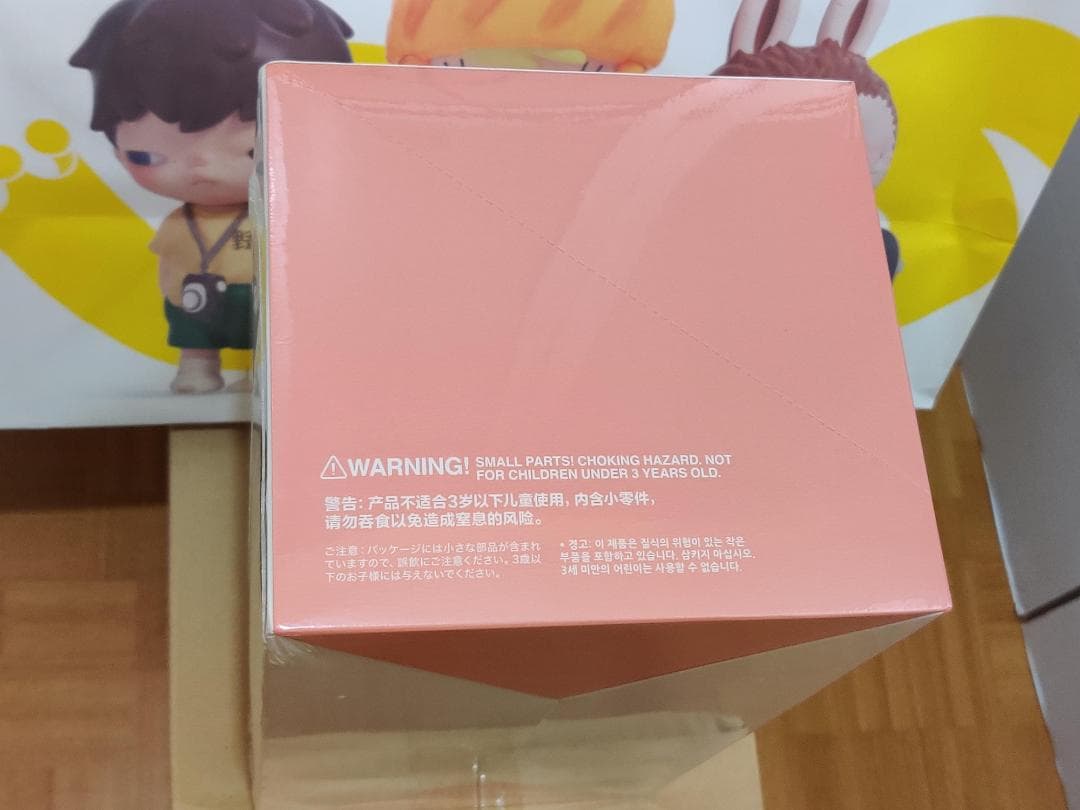 WARNING! SMALL PARTS! CHOKING HAZARD. NOT
FOR CHILDREN UNDER 3 YEARS OLD.
警告：产品不适合3岁以下儿童使用，内含小零件，
请勿吞食以免造成窒息的风险。
ご注意：パッケージには小さな部品が含まれ
ていますので、誤飲にご注意ください。3歳以
下のお子様には与えないでください。
• 경고: 이 제품은 질식의 위험이 있는 작은
부품을 포함하고 있습니다. 삼키지 마십시오.
3세 미만의 어린이는 사용할 수 없습니다.